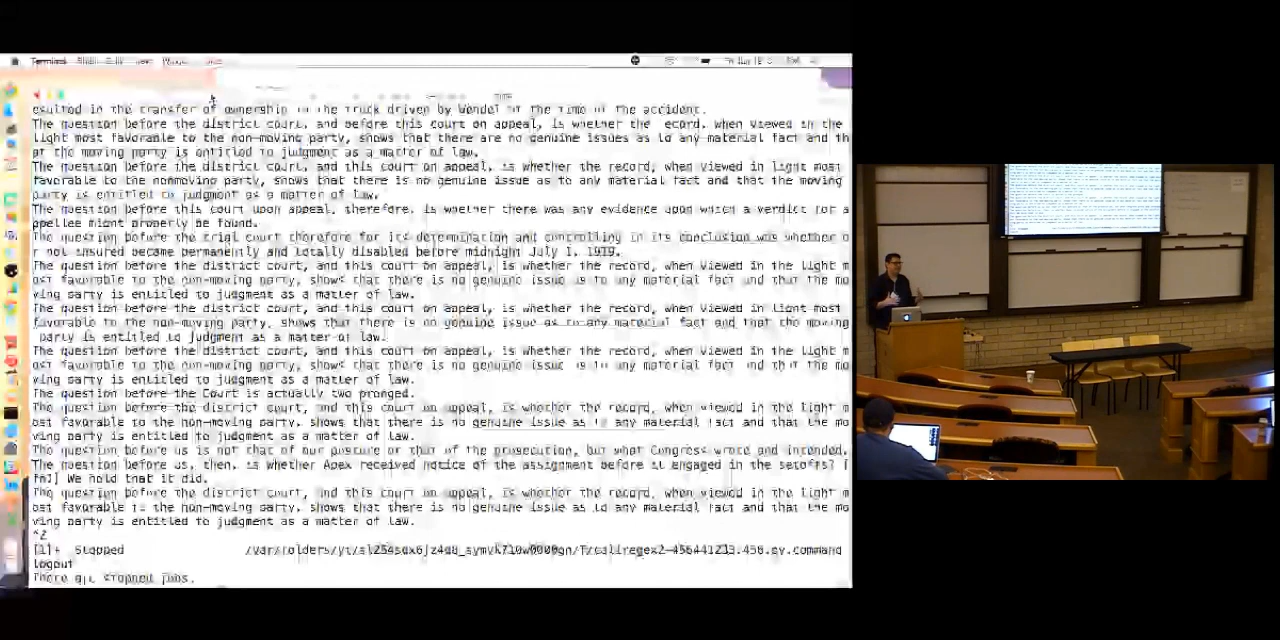 Terminal
esulted in the transfer of ownership in the truck driven by Wendel at the time of the accident.
The question before the district court, and before this court on appeal, is whether the ecord, when viewed in the
light most favorable to the non-moving party, shows that there are no genuine issues as to any material fact and th
at the moving party is entitled to judgment as a matter of law.
The question before the district court, and this court on appeal, is whether the record, when viewed in light most
favorable to the nonmoving party, shows that there is no genuine issue as to any material fact and that the moving
party is entitled to judgment as a matter of law.
The question before this court upon appeal, therefore, is whether there was any evidence upon which a verdict for a
ppellee might properly be found.
The question before the trial court therefore for its determination and controlling in its conclusion was whether o
r not insured became permanently and totally disabled before midnight July 1, 1919.
The question before the district court, and this court on appeal, is whether the record, when viewed in the light m
ost favorable to the non-moving party, shows that there is no genuine issue as to any material fact and that the mo
ving party is entitled to judgment as a matter of law.
The question before the district court, and this court on appeal, is whether the record, when viewed in light most
favorable to the non-moving party, shows that there is no genuine issue as to any material fact and that the moving
party is entitled to judgment as a matter of law.
The question before the district court, and this court on appeal, is whether the record, when viewed in the light m
ost favorable to the non-moving party, shows that there is no genuine issue as to any material fact and that the mo
ving party is entitled to judgment as a matter of law.
The question before the Court is actually two pronged.
The question before the district court, and this court on appeal, is whether the record, when viewed in the light m
ost favorable to the non-moving party, shows that there is no genuine issue as to any material fact and that the mo
ving party is entitled to judgment as a matter of law.
The question before us is not that of our posture or that of the prosecution, but what Congress wrote and intended.
The question before us, then, is whether Apex received notice of the assignment before it engaged in the setoffs? [
fn1] We hold that it did.
The question before the district court, and this court on appeal, is whether the record, when viewed in the light m
ost favorable to the non-moving party, shows that there is no genuine issue as to any material fact and that the mo
ving party is entitled to judgment as a matter of law.
^Z
[1]+ Stopped
logout
There are stopped jobs.